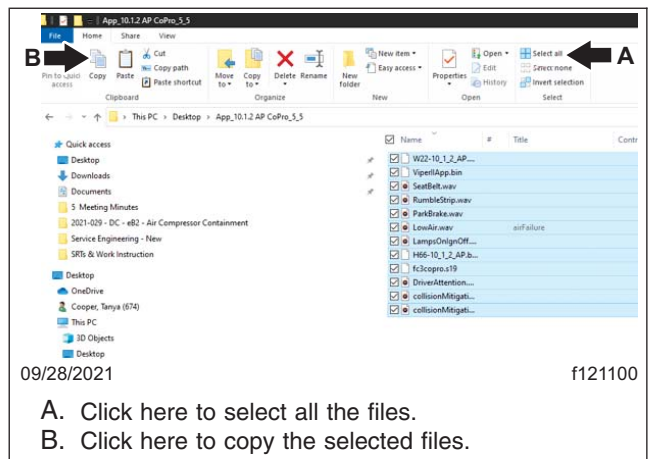 App_10.1.2 AP CoPro_5_5
File Home Share View
B A
Pin to Quick access
Copy
Paste
Cut
Copy path
Paste shortcut
Move to
Copy to
Delete
Rename
New folder
New item
Easy access
Properties
Open
Edit
History
Select all
Select none
Invert selection
Clipboard Organize New Open Select
This PC > Desktop > App_10.1.2 AP CoPro_5_5
Name # Title Contr
Quick access
Desktop
Downloads
Documents
5 Meeting Minutes
2021-029 - DC - eB2 - Air Compressor Containment
Service Engineering - New
SRTs & Work Instruction
Desktop
OneDrive
Cooper, Tanya (674)
This PC
3D Objects
Desktop
W22-10_1_2_AP....
ViperIIApp.bin
SeatBelt.wav
RumbleStrip.wav
ParkBrake.wav
LowAir.wav airFailure
LampsOnIgnOff....
H66-10_1_2_AP.b...
fc3copro.s19
DriverAttention....
collisionMitigati...
collisionMitigati...
09/28/2021 f121100
A. Click here to select all the files.
B. Click here to copy the selected files.